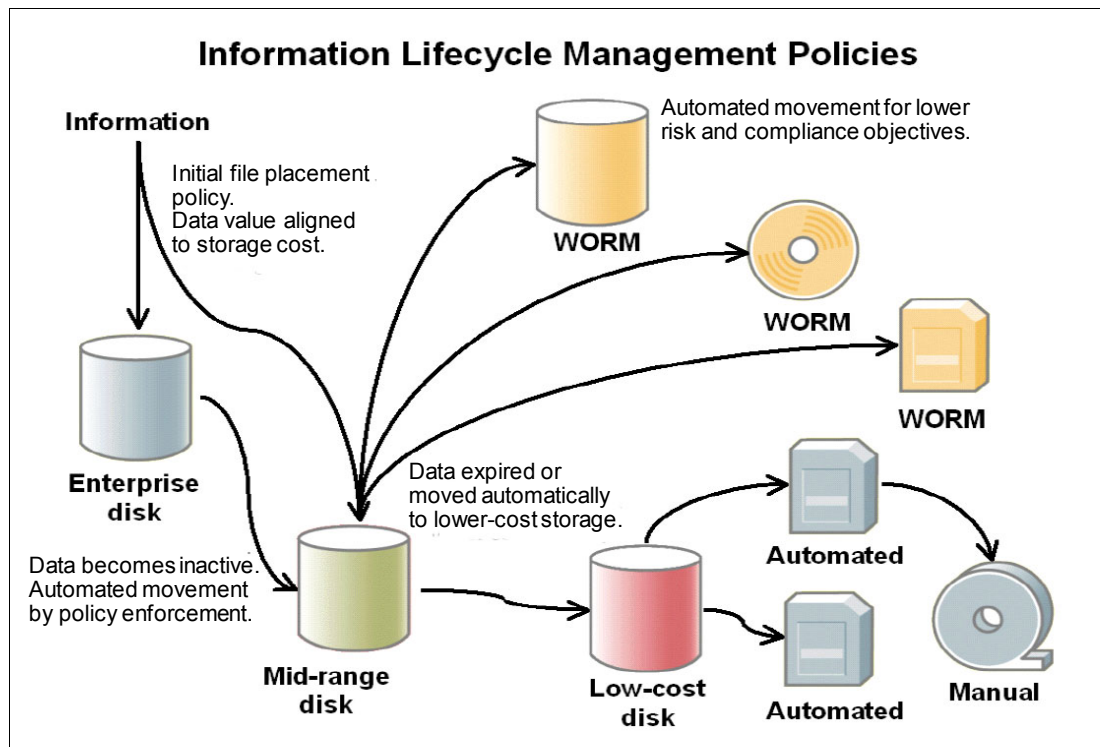 Information Lifecycle Management Policies
Information
Initial file placement
policy.
Data value aligned
to storage cost.
Automated movement for lower
risk and compliance objectives.
WORM
WORM
WORM
Enterprise
disk
Data becomes inactive.
Automated movement
by policy enforcement.
Data expired or
moved automatically
to lower-cost storage.
Mid-range
disk
Low-cost
disk
Automated
Automated
Manual